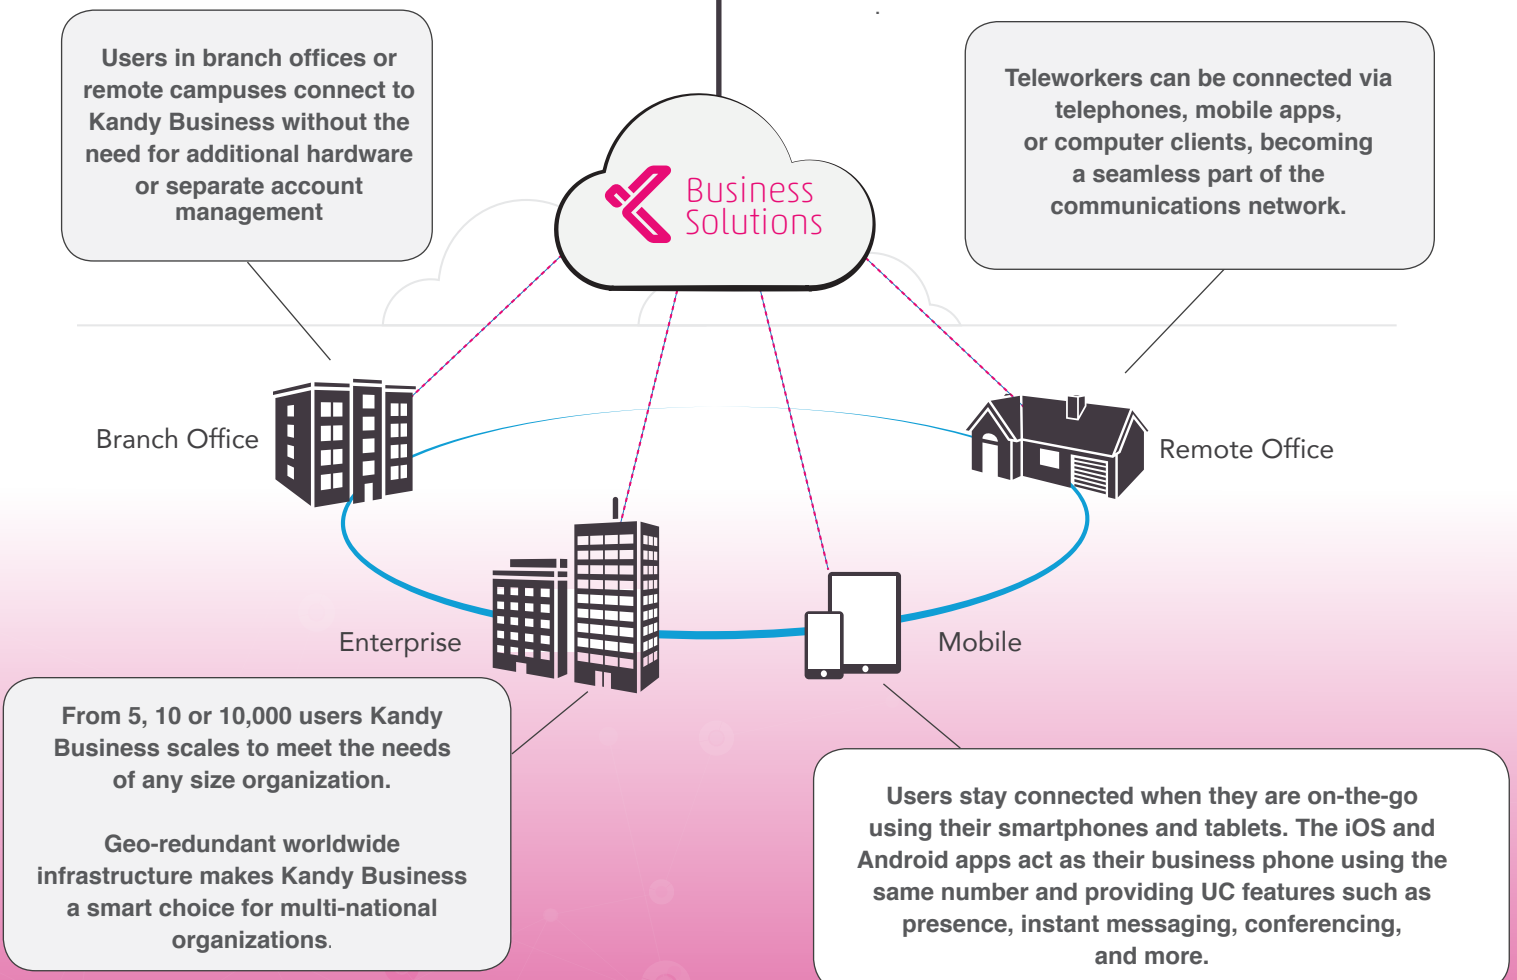 Users in branch offices or
remote campuses connect to
Kandy Business without the
need for additional hardware
or separate account
management
Business
Solutions
Teleworkers can be connected via
telephones, mobile apps,
or computer clients, becoming
a seamless part of the
communications network.
Branch Office
Remote Office
Enterprise
Mobile
From 5, 10 or 10,000 users Kandy
Business scales to meet the needs
of any size organization.
Geo-redundant worldwide
infrastructure makes Kandy Business
a smart choice for multi-national
organizations.
Users stay connected when they are on-the-go
using their smartphones and tablets. The iOS and
Android apps act as their business phone using the
same number and providing UC features such as
presence, instant messaging, conferencing,
and more.